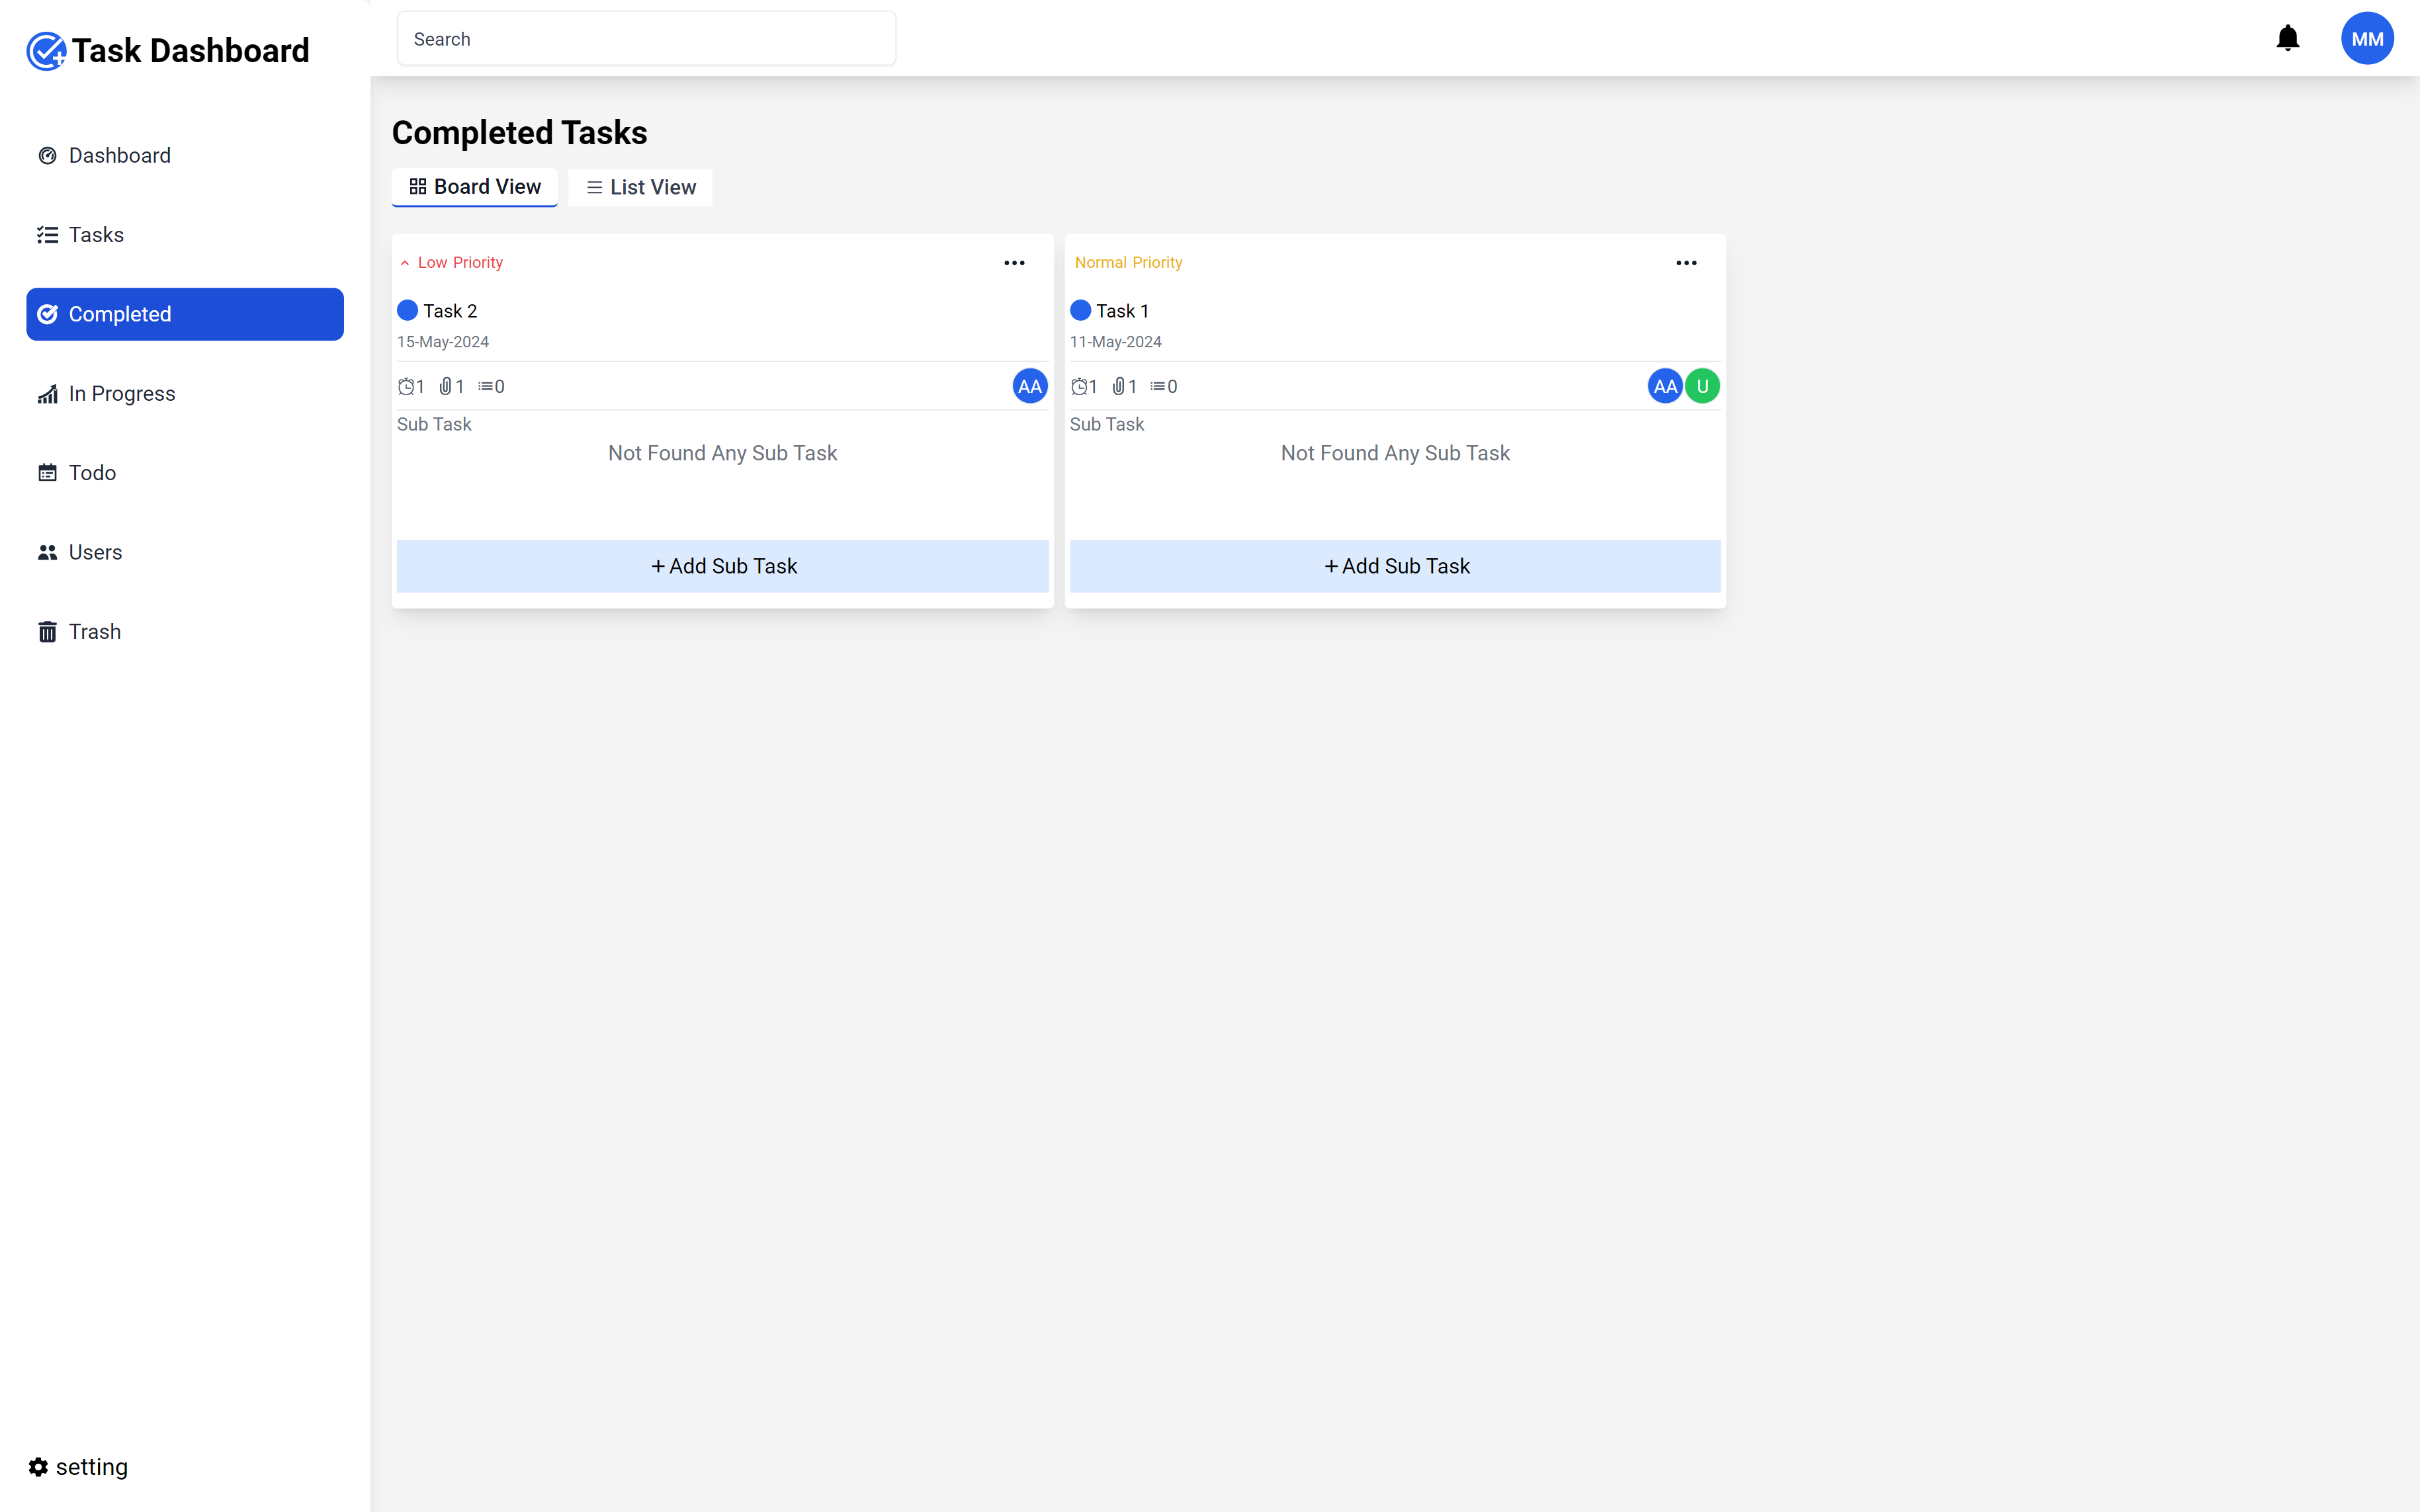 Task Dashboard
Search
MM
Dashboard
Tasks
Completed
In Progress
Todo
Users
Trash
setting
Completed Tasks
Board View
List View
Low Priority
Task 2
15-May-2024
1 1 0
AA
Sub Task
Not Found Any Sub Task
+ Add Sub Task
Normal Priority
Task 1
11-May-2024
1 1 0
AA U
Sub Task
Not Found Any Sub Task
+ Add Sub Task